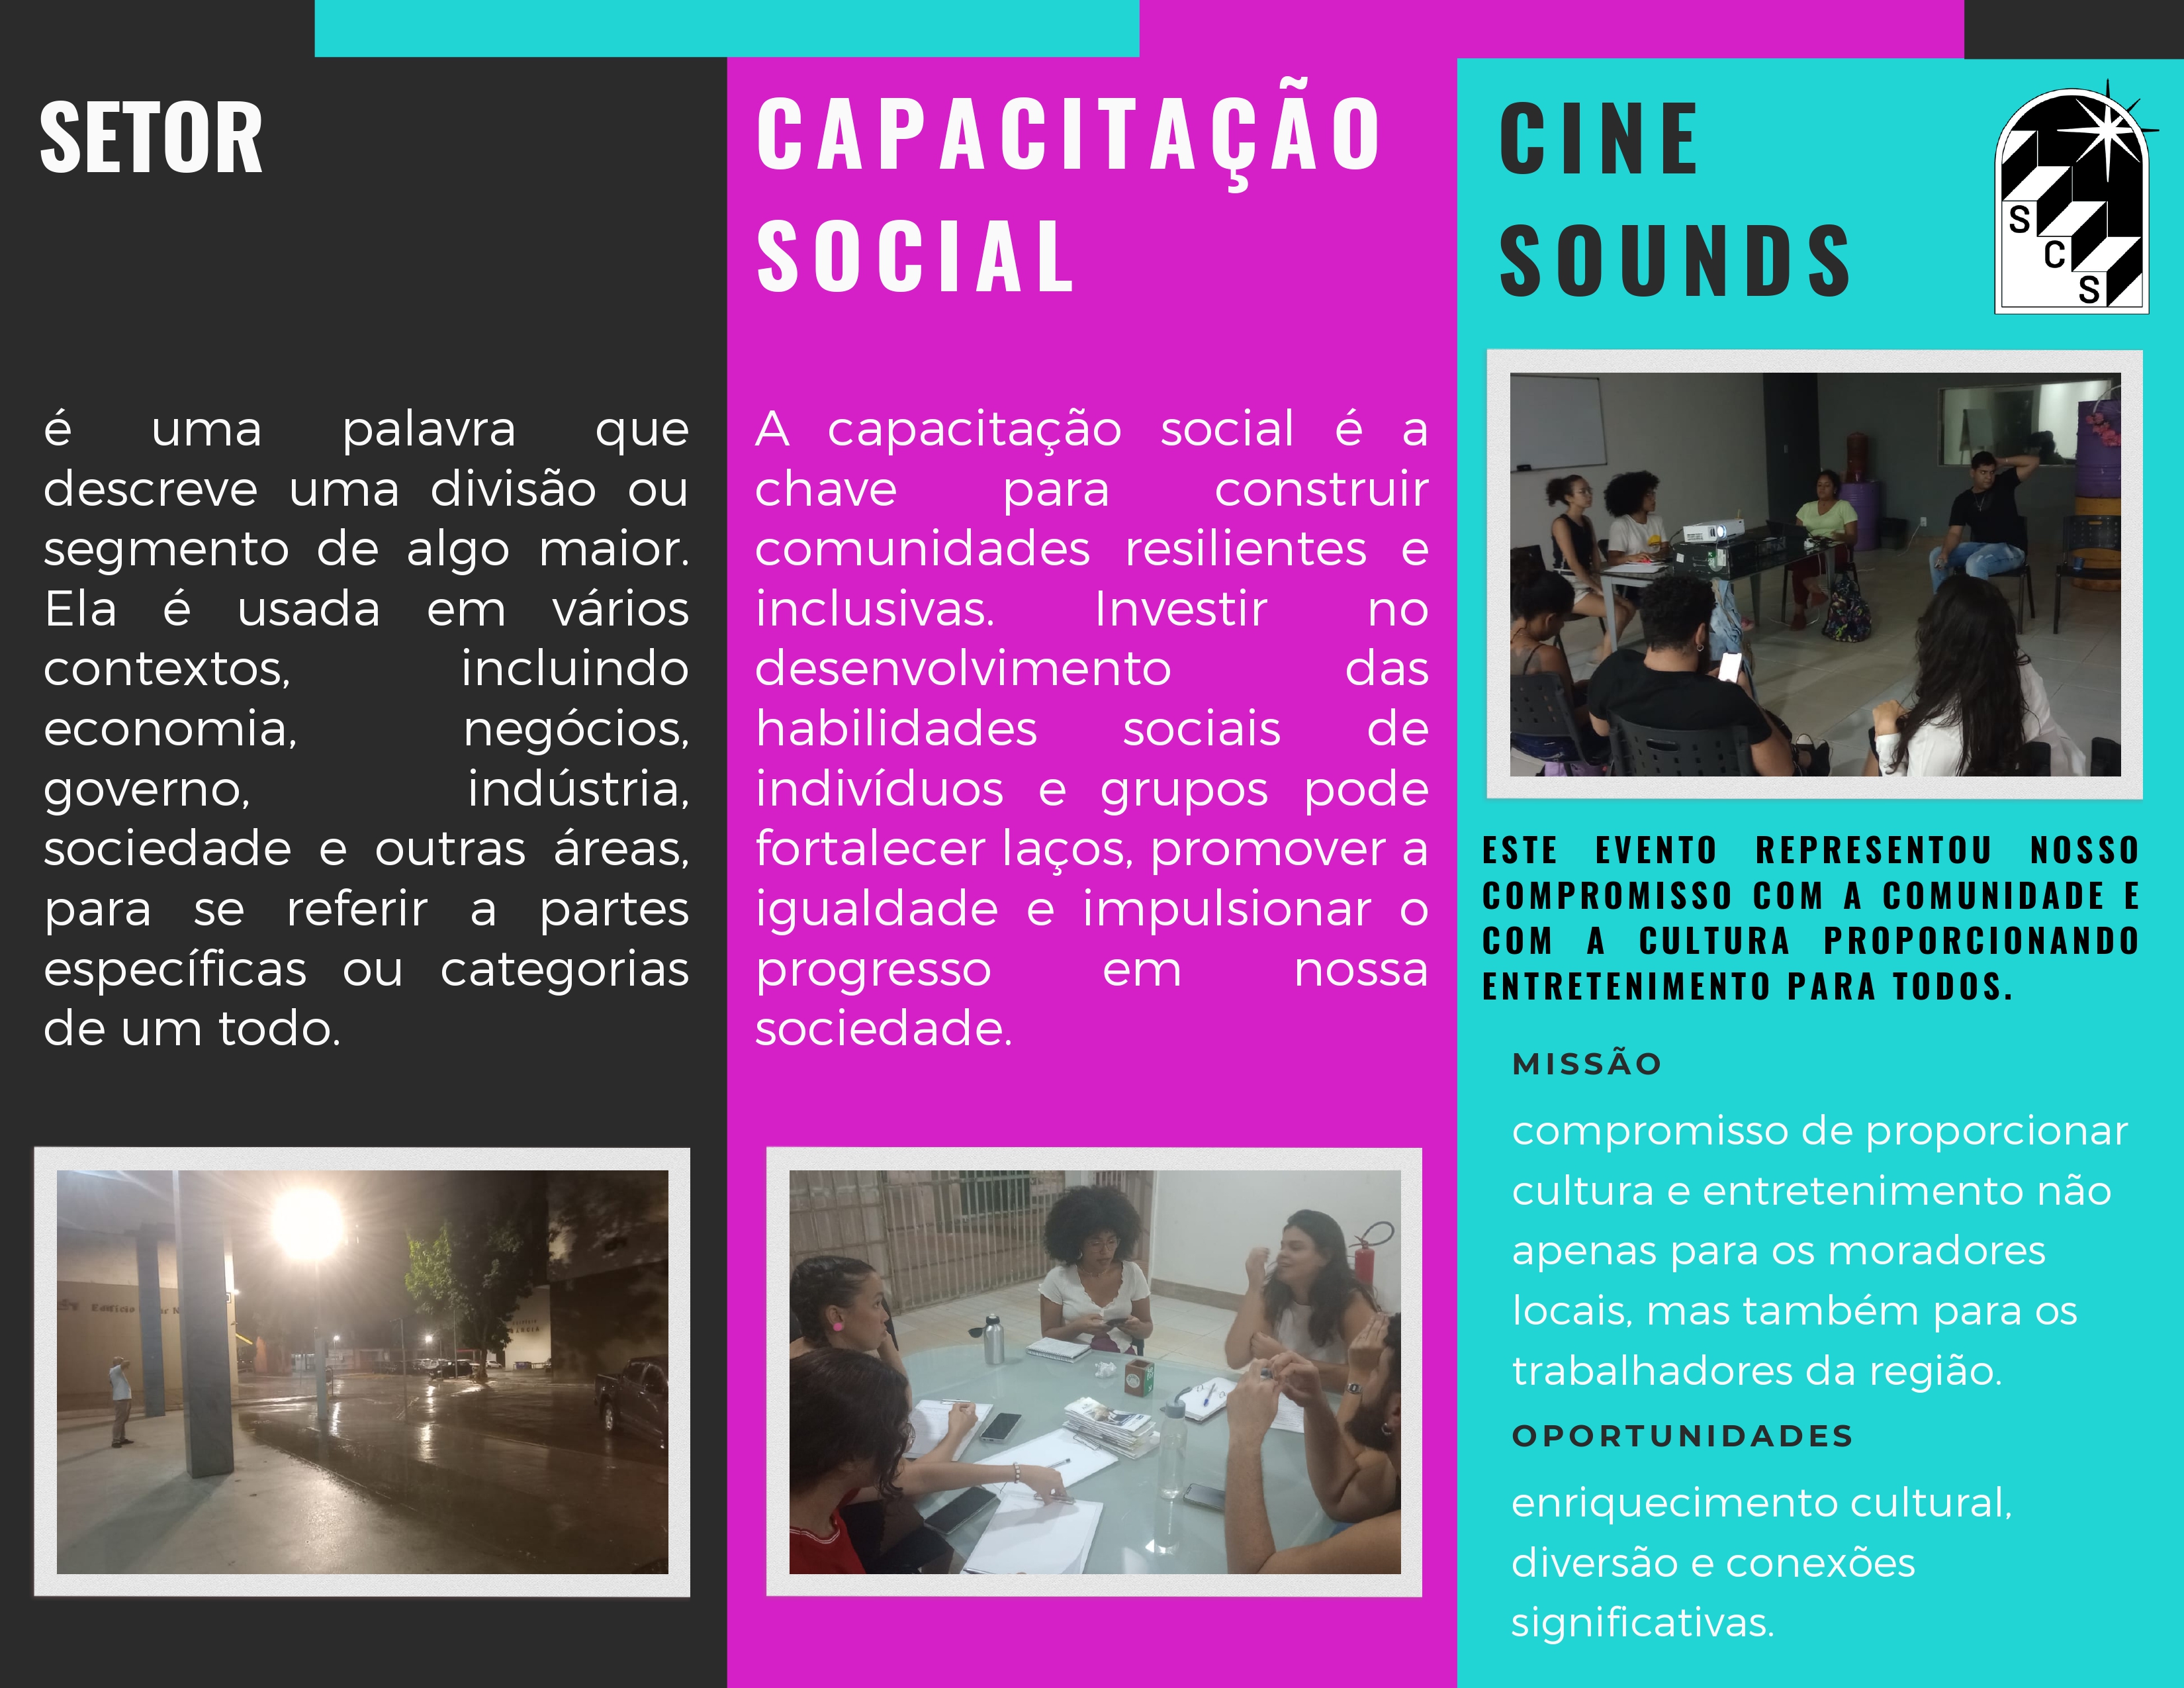 SETOR
é uma palavra que
descreve uma divisão ou
segmento de algo maior.
Ela é usada em vários
contextos, incluindo
economia, negócios,
governo, indústria,
sociedade e outras áreas,
para se referir a partes
específicas ou categorias
de um todo.
Edifício
CAPACITAÇÃO
SOCIAL
A capacitação social é a
chave para construir
comunidades resilientes e
inclusivas. Investir no
desenvolvimento das
habilidades sociais de
indivíduos e grupos pode
fortalecer laços, promover a
igualdade e impulsionar o
progresso em nossa
sociedade.
CINE
SOUNDS
S
C
S
ESTE EVENTO REPRESENTOU NOSSO
COMPROMISSO COM A COMUNIDADE E
COM A CULTURA PROPORCIONANDO
ENTRETENIMENTO PARA TODOS.
MISSÃO
compromisso de proporcionar
cultura e entretenimento não
apenas para os moradores
locais, mas também para os
trabalhadores da região.
OPORTUNIDADES
enriquecimento cultural,
diversão e conexões
significativas.